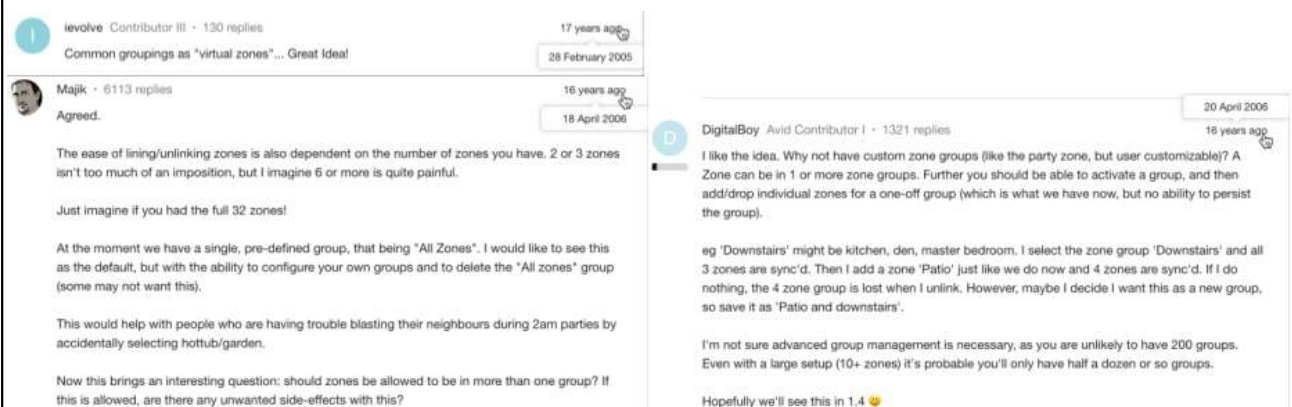 I
ievolve Contributor III • 130 replies
17 years ago
Common groupings as "virtual zones"... Great Idea!
28 February 2005
Majik • 6113 replies
16 years ago
Agreed.
18 April 2006
The ease of lining/unlinking zones is also dependent on the number of zones you have. 2 or 3 zones
isn't too much of an imposition, but I imagine 6 or more is quite painful.
Just imagine if you had the full 32 zones!
At the moment we have a single, pre-defined group, that being "All Zones". I would like to see this
as the default, but with the ability to configure your own groups and to delete the "All zones" group
(some may not want this).
This would help with people who are having trouble blasting their neighbours during 2am parties by
accidentally selecting hottub/garden.
Now this brings an interesting question: should zones be allowed to be in more than one group? If
this is allowed, are there any unwanted side-effects with this?
20 April 2006
D
DigitalBoy Avid Contributor I • 1321 replies
16 years ago
I like the idea. Why not have custom zone groups (like the party zone, but user customizable)? A
Zone can be in 1 or more zone groups. Further you should be able to activate a group, and then
add/drop individual zones for a one-off group (which is what we have now, but no ability to persist
the group).
eg 'Downstairs' might be kitchen, den, master bedroom. I select the zone group 'Downstairs' and all
3 zones are sync'd. Then I add a zone 'Patio' just like we do now and 4 zones are sync'd. If I do
nothing, the 4 zone group is lost when I unlink. However, maybe I decide I want this as a new group,
so save it as 'Patio and downstairs'.
I'm not sure advanced group management is necessary, as you are unlikely to have 200 groups.
Even with a large setup (10+ zones) it's probable you'll only have half a dozen or so groups.
Hopefully we'll see this in 1.4 😀